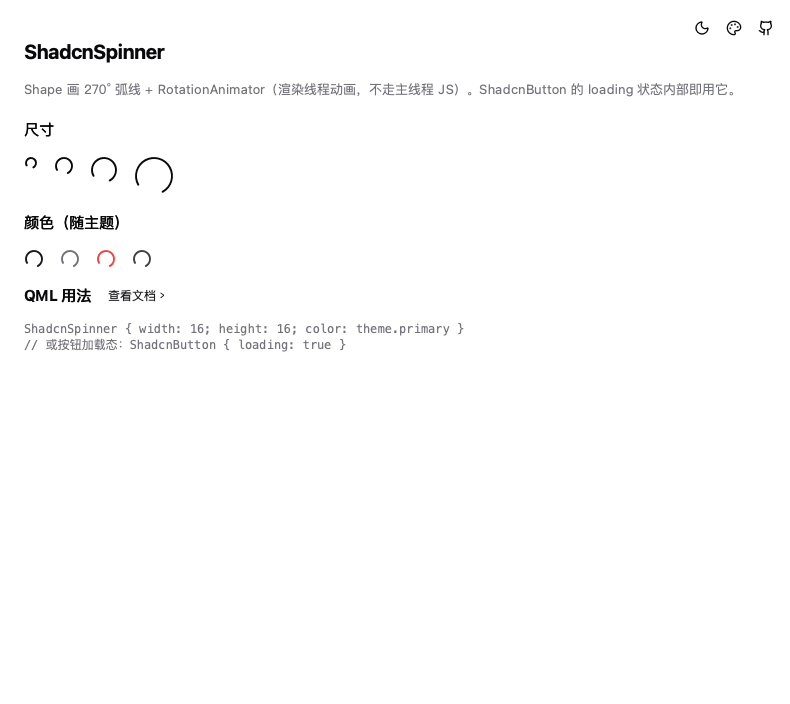 ShadcnSpinner
Shape 画 270° 弧线 + RotationAnimator（渲染线程动画，不走主线程 JS）。ShadcnButton 的 loading 状态内部即用它。
尺寸
颜色（随主题）
QML 用法 查看文档 ›
ShadcnSpinner { width: 16; height: 16; color: theme.primary }
// 或按钮加载态：ShadcnButton { loading: true }